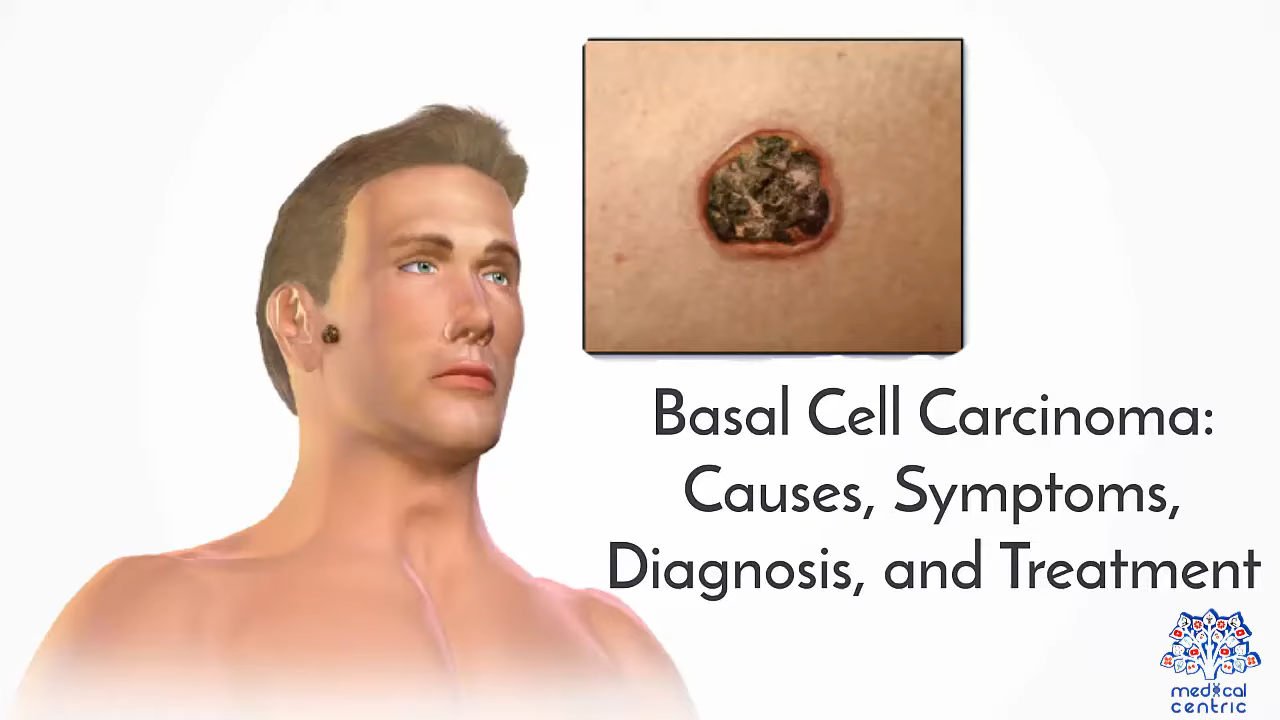 Basal Cell Carcinoma:
Causes, Symptoms,
Diagnosis, and Treatment
medical
centric